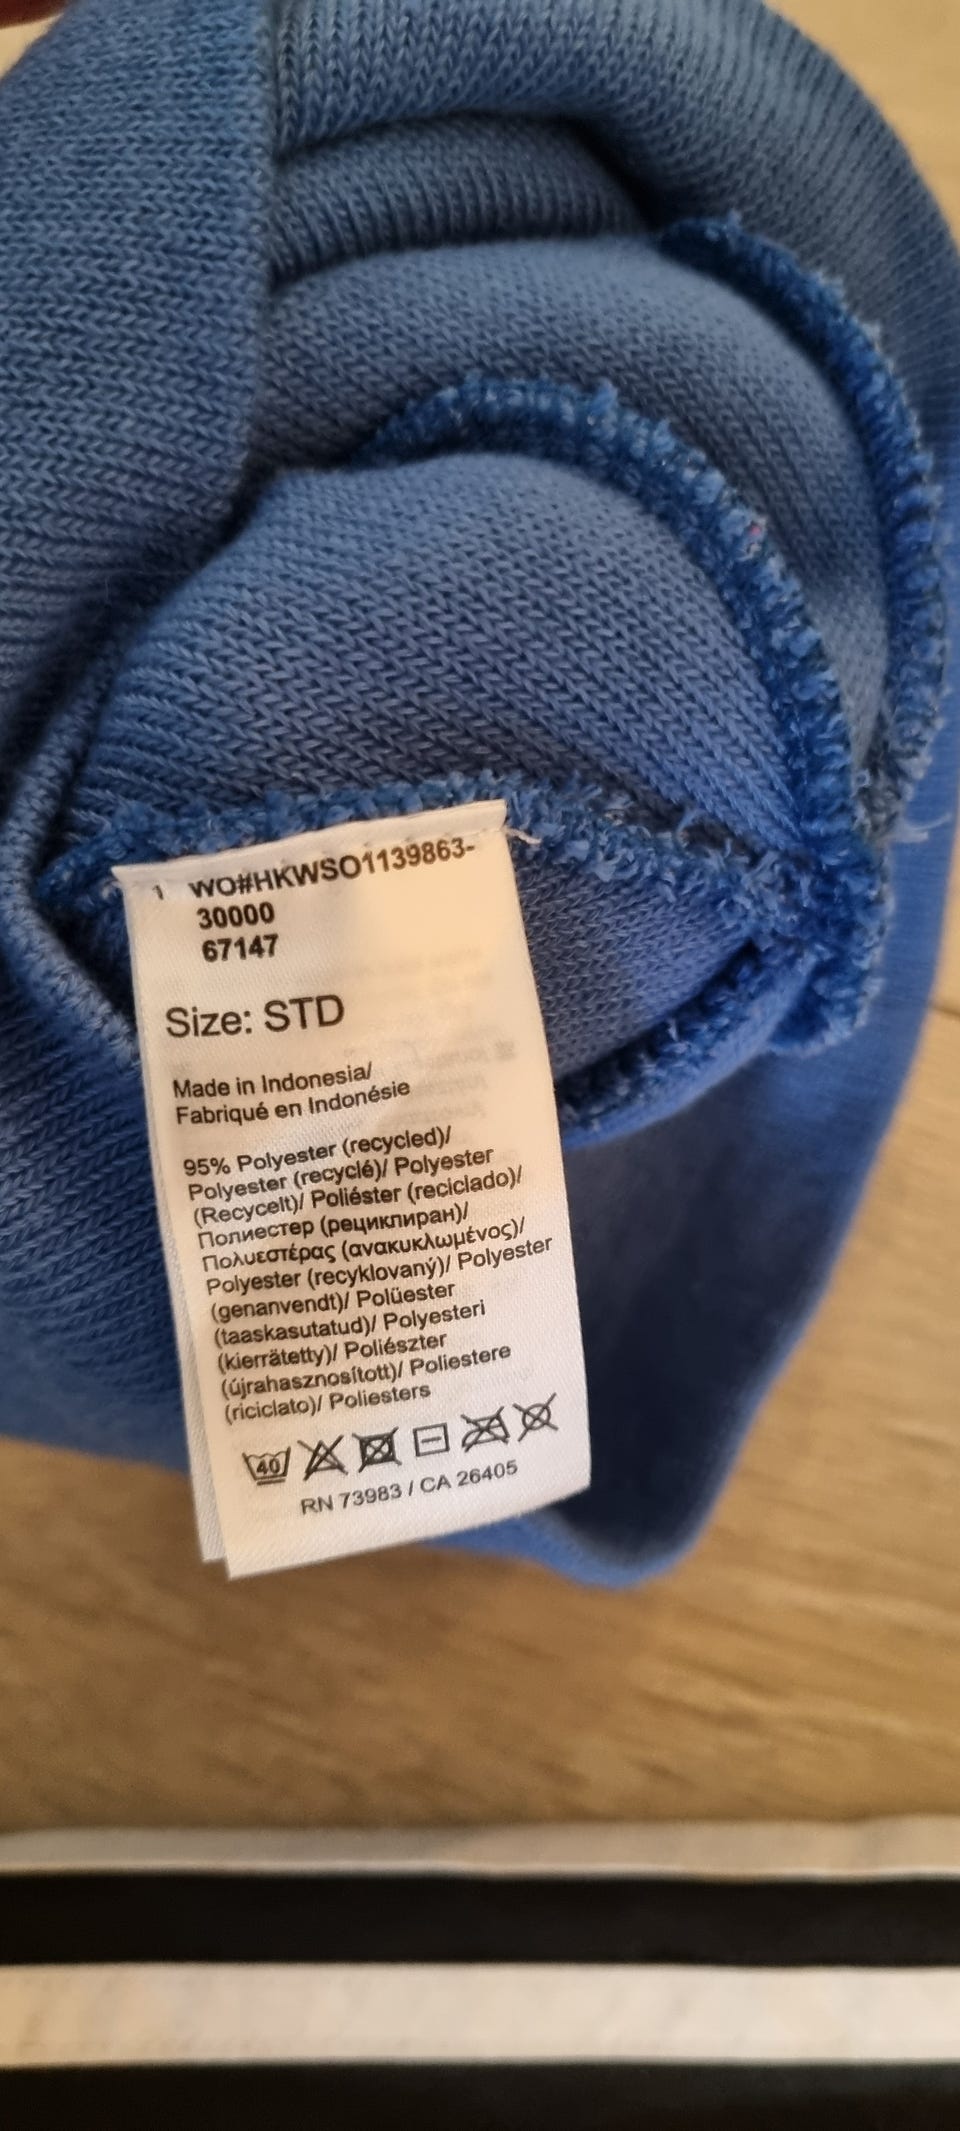 1 WO#HKWSO1139863-
30000
67147
Size: STD
Made in Indonesia/
Fabriqué en Indonésie
95% Polyester (recycled)/
Polyester (recyclé)/ Polyester
(Recycelt)/ Poliéster (reciclado)/
Полиестер (рециклиран)/
Πολυεστέρας (ανακυκλωμένος)/
Polyester (recyklovaný)/ Polyester
(genanvendt)/ Polüester
(taaskasutatud)/ Polyesteri
(kierrätetty)/ Poliészter
(újrahasznosított)/ Poliestere
(riciclato)/ Poliesters
40
RN 73983 / CA 26405